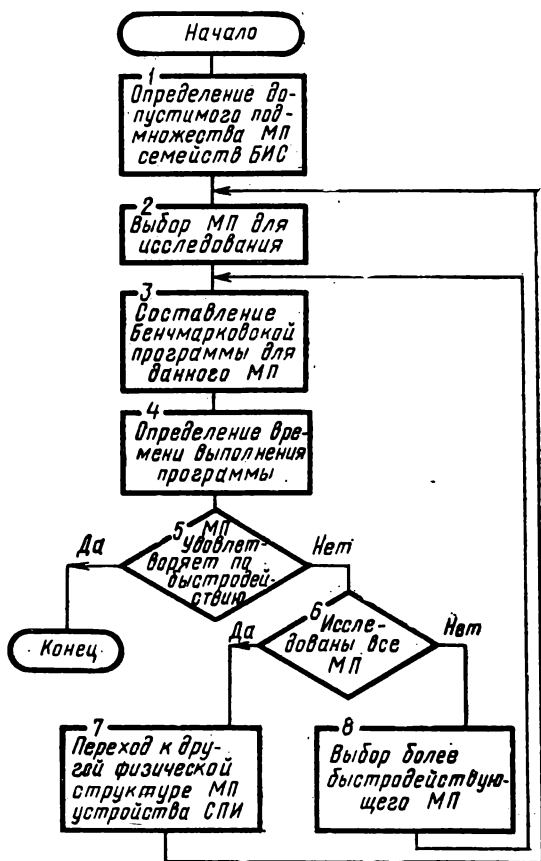 Начало
1
Определение до-
пустимого под-
множества МП
семейств БИС
2
Выбор МП для
исследования
3
Составление
бенчмарковской
программы для
данного МП
4
Определение вре-
мени выполнения
программы
5 МП
Да
удовлет-
Нет
воряет по
быстродей-
ствию
6
Конец
Да
Иссле-
Нет
дованы все
МП
7
Переход к дру-
гой физической
структуре МП
устройства СПИ
8
Выбор более
быстродействую-
щего МП